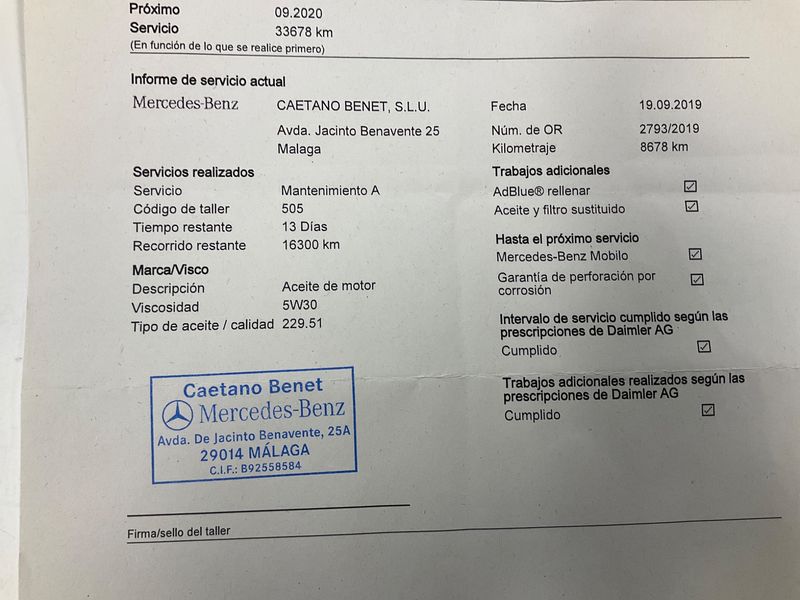 Próximo 09.2020
Servicio 33678 km
(En función de lo que se realice primero)
Informe de servicio actual
Mercedes-Benz CAETANO BENET, S.L.U. Fecha 19.09.2019
Avda. Jacinto Benavente 25 Núm. de OR 2793/2019
Malaga Kilometraje 8678 km
Servicios realizados Trabajos adicionales
Servicio Mantenimiento A AdBlue® rellenar ☑
Código de taller 505 Aceite y filtro sustituido ☑
Tiempo restante 13 Días
Recorrido restante 16300 km Hasta el próximo servicio
Mercedes-Benz Mobilo ☑
Marca/Visco
Descripción Aceite de motor Garantía de perforación por ☑
corrosión
Viscosidad 5W30
Tipo de aceite / calidad 229.51 Intervalo de servicio cumplido según las
prescripciones de Daimler AG
Cumplido ☑
Trabajos adicionales realizados según las
prescripciones de Daimler AG
Cumplido ☑
Caetano Benet
Mercedes-Benz
Avda. De Jacinto Benavente, 25A
29014 MÁLAGA
C.I.F.: B92558584
Firma/sello del taller